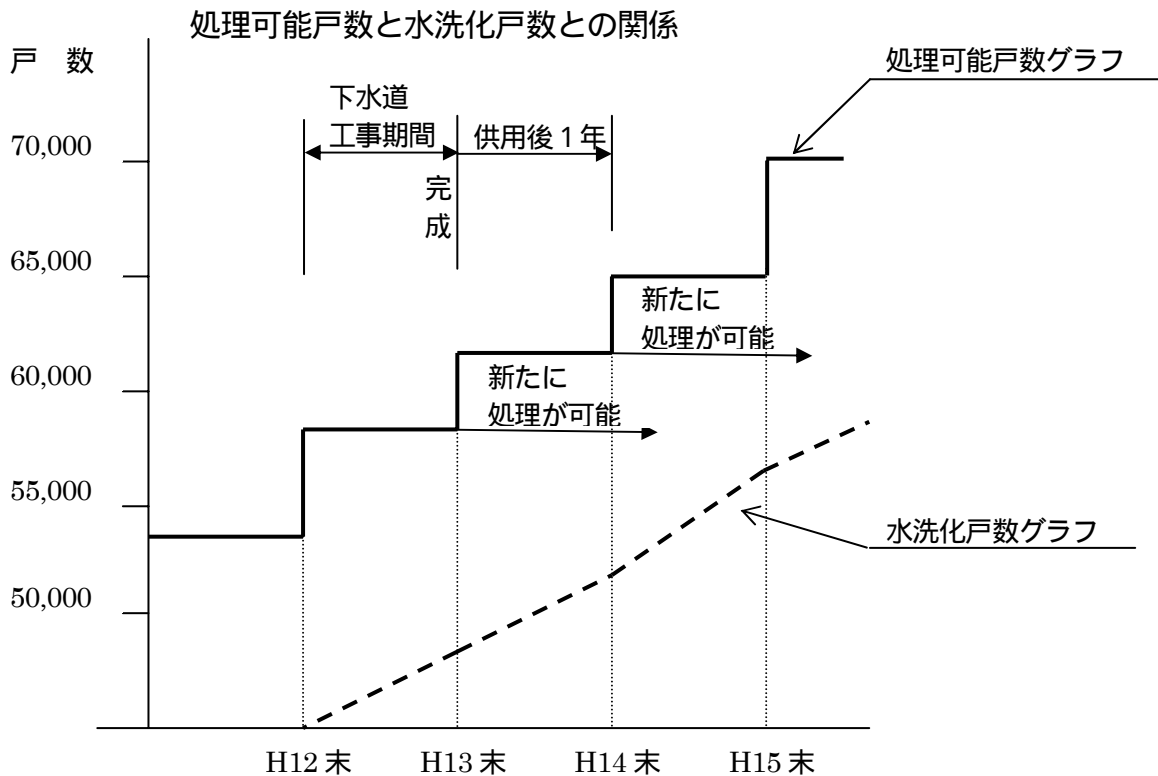 処理可能戸数と水洗化戸数との関係
戸　数
処理可能戸数グラフ
下水道
工事期間
供用後１年
70,000
完
成
65,000
新たに
処理が可能
60,000
新たに
処理が可能
55,000
水洗化戸数グラフ
50,000
H12 末
H13 末
H14 末
H15 末